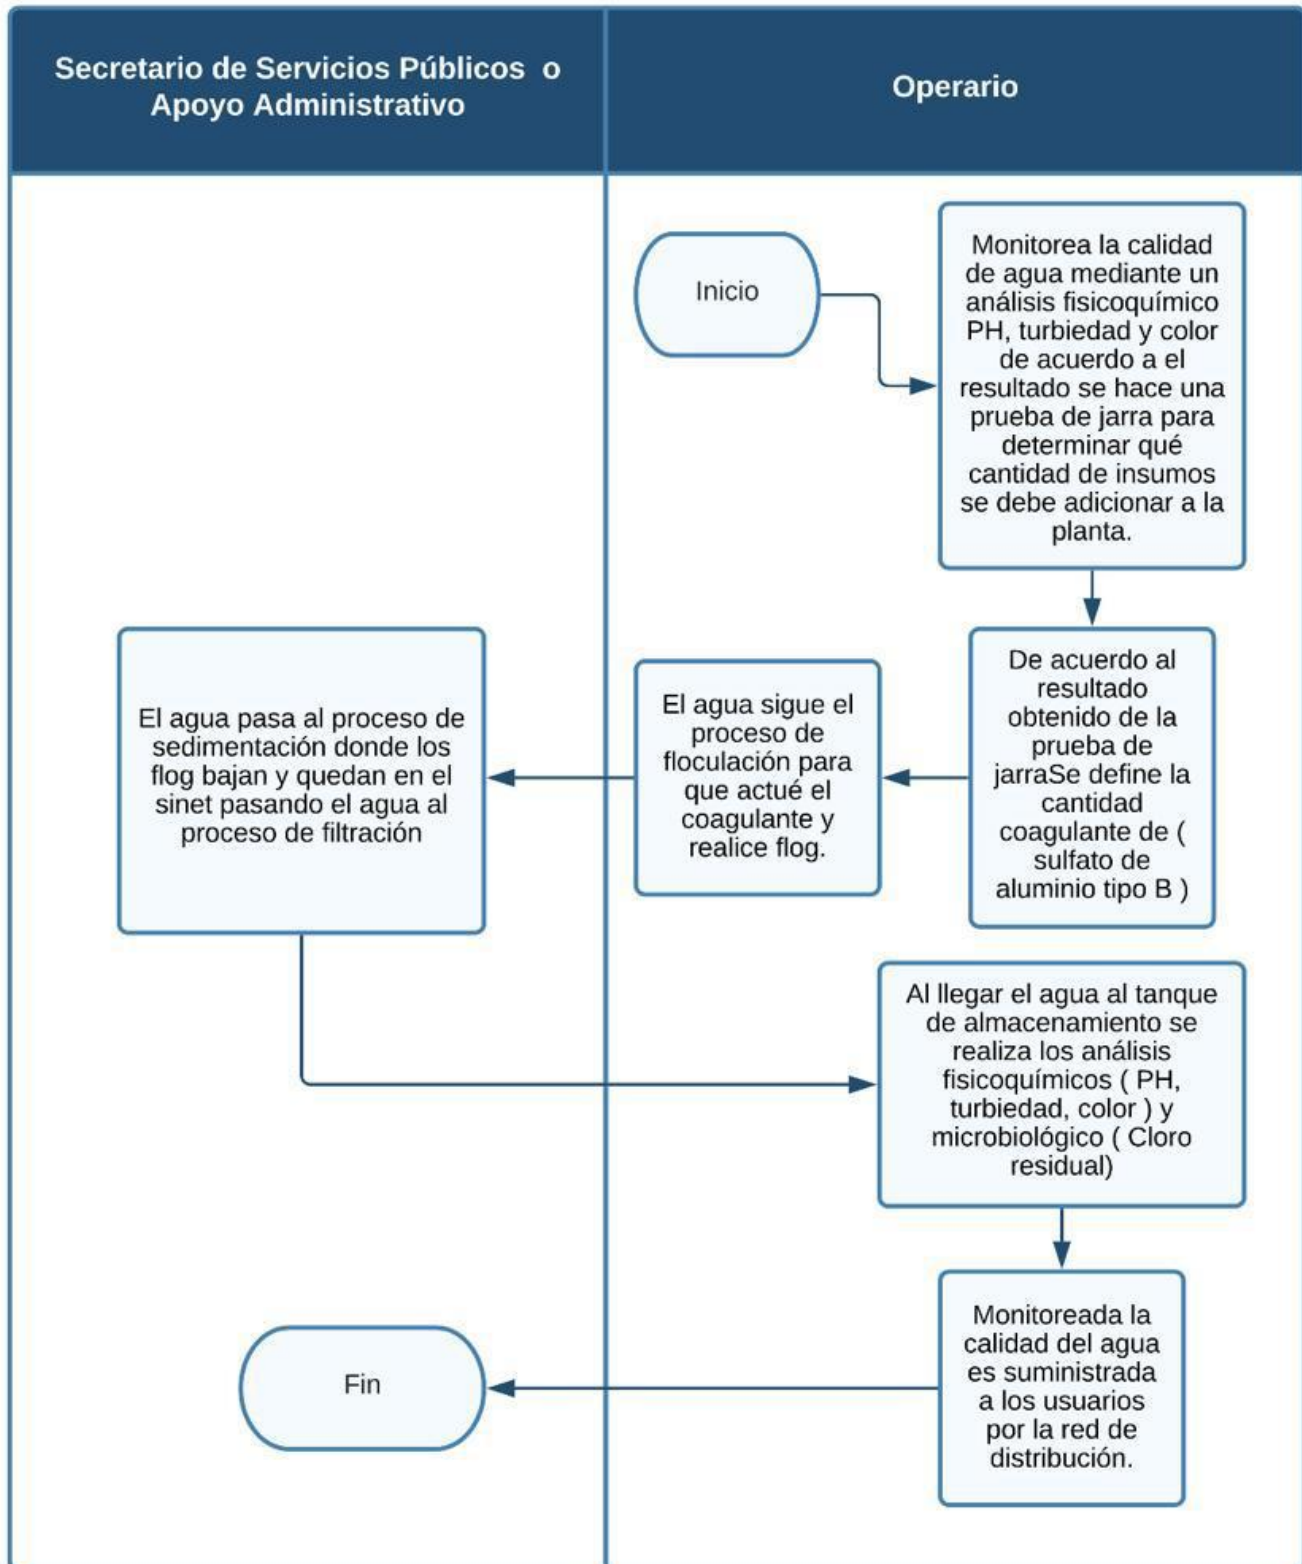 Secretario de Servicios Públicos o
Apoyo Administrativo
Operario
Inicio
Monitorea la calidad
de agua mediante un
análisis fisicoquímico
PH, turbiedad y color
de acuerdo a el
resultado se hace una
prueba de jarra para
determinar qué
cantidad de insumos
se debe adicionar a la
planta.
De acuerdo al
resultado
obtenido de la
prueba de
jarraSe define la
cantidad
coagulante de (
sulfato de
aluminio tipo B )
El agua sigue el
proceso de
floculación para
que actué el
coagulante y
realice flog.
El agua pasa al proceso de
sedimentación donde los
flog bajan y quedan en el
sinet pasando el agua al
proceso de filtración
Al llegar el agua al tanque
de almacenamiento se
realiza los análisis
fisicoquímicos ( PH,
turbiedad, color ) y
microbiológico ( Cloro
residual)
Monitoreada la
calidad del agua
es suministrada
a los usuarios
por la red de
distribución.
Fin